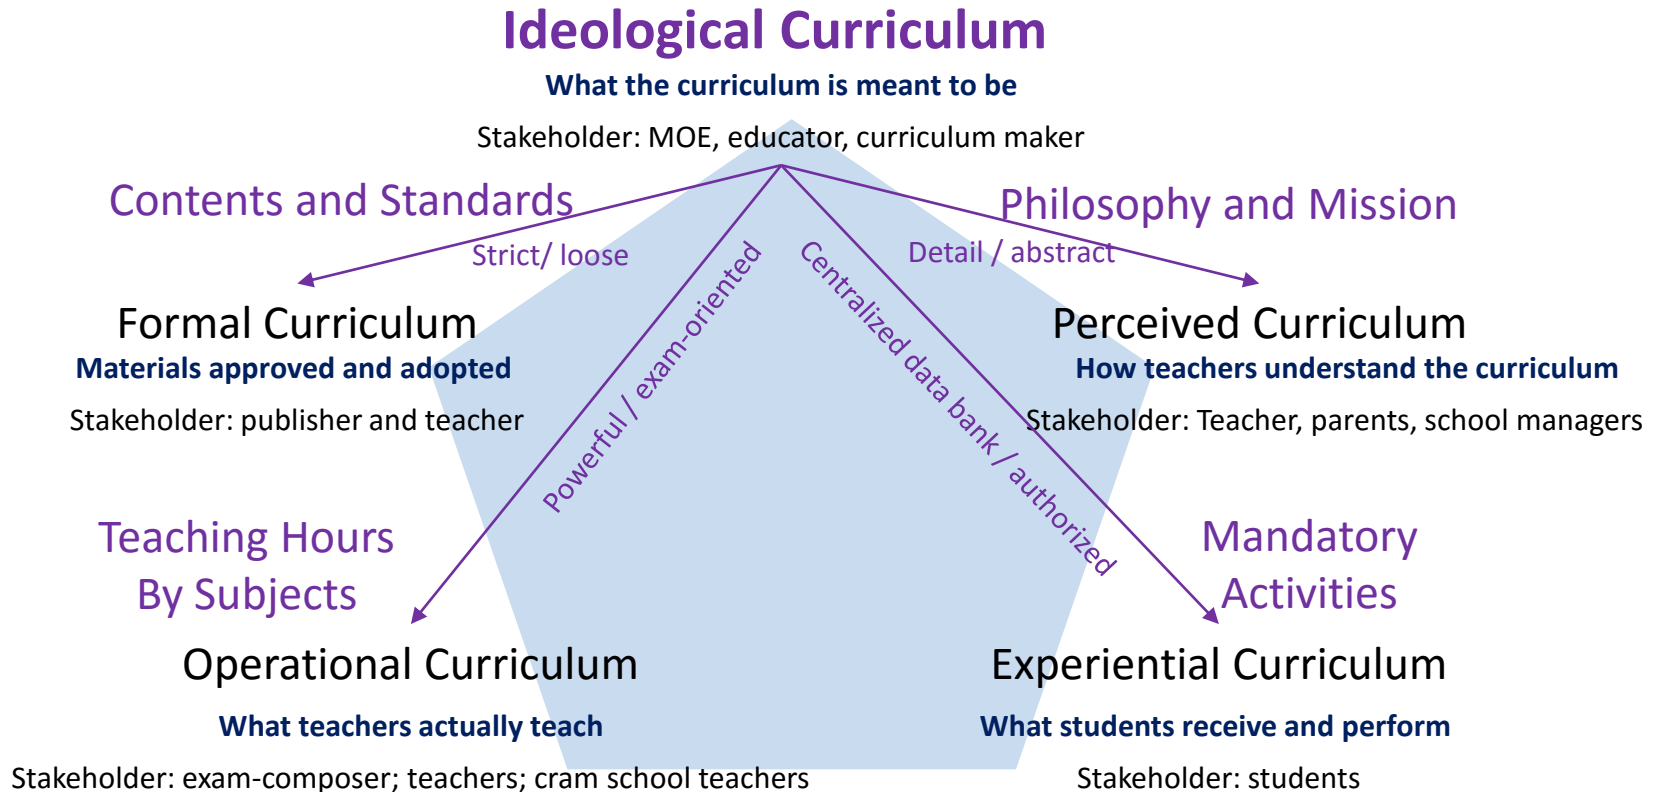 Ideological Curriculum
What the curriculum is meant to be
Stakeholder: MOE, educator, curriculum maker
Contents and Standards
Philosophy and Mission
Strict/ loose
Detail / abstract
Powerful / exam-oriented
Centralized data bank / authorized
Formal Curriculum
Materials approved and adopted
Stakeholder: publisher and teacher
Perceived Curriculum
How teachers understand the curriculum
Stakeholder: Teacher, parents, school managers
Teaching Hours
By Subjects
Mandatory
Activities
Operational Curriculum
What teachers actually teach
Stakeholder: exam-composer; teachers; cram school teachers
Experiential Curriculum
What students receive and perform
Stakeholder: students